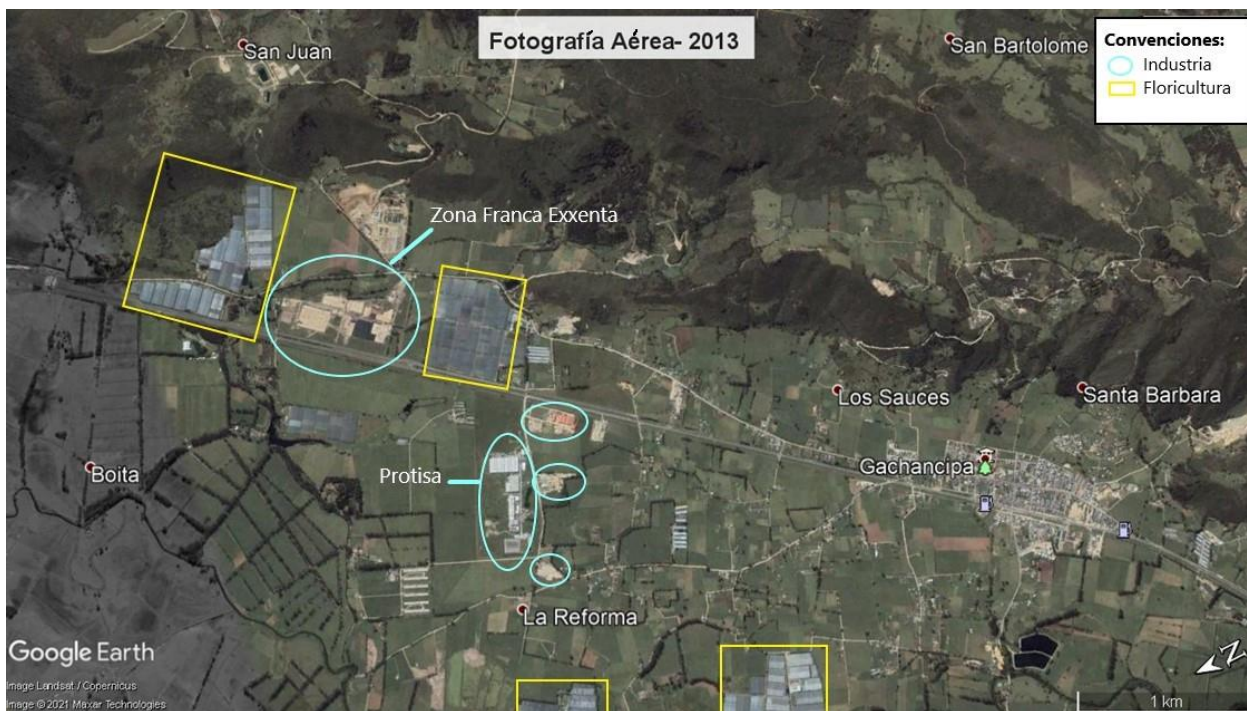 Fotografía Aérea- 2013
San Juan
San Bartolome
Convenciones:
Industria
Floricultura
Zona Franca Exxenta
Los Sauces
Santa Barbara
Gachancipa
Protisa
Boita
La Reforma
Google Earth
Image Landsat / Copernicus
Image © 2021 Maxar Technologies
N
1 km